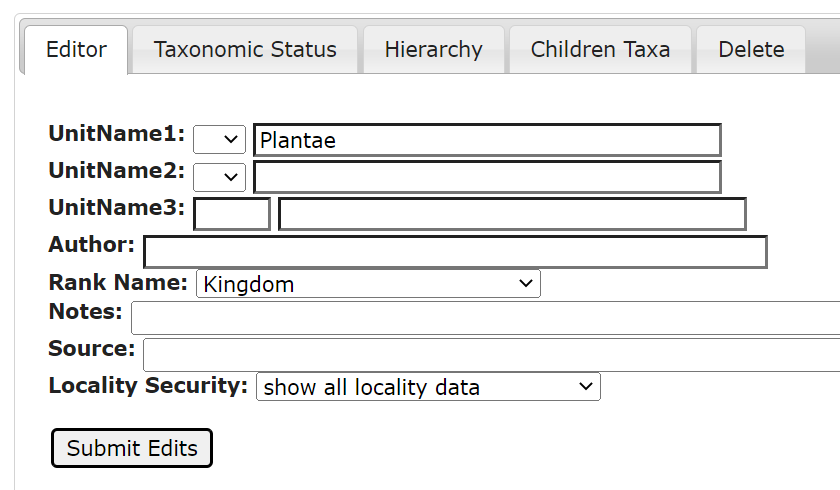 Editor Taxonomic Status Hierarchy Children Taxa Delete
UnitName1: Plantae
UnitName2:
UnitName3:
Author:
Rank Name: Kingdom
Notes:
Source:
Locality Security: show all locality data
Submit Edits